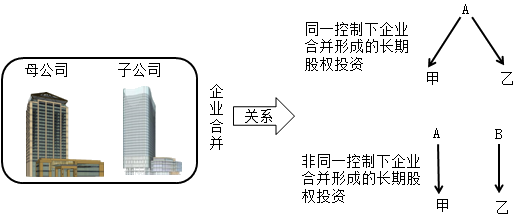 母公司 子公司
企业合并
关系
同一控制下企业
合并形成的长期
股权投资
A
甲 乙
非同一控制下企业
合并形成的长期股
权投资
A B
甲 乙